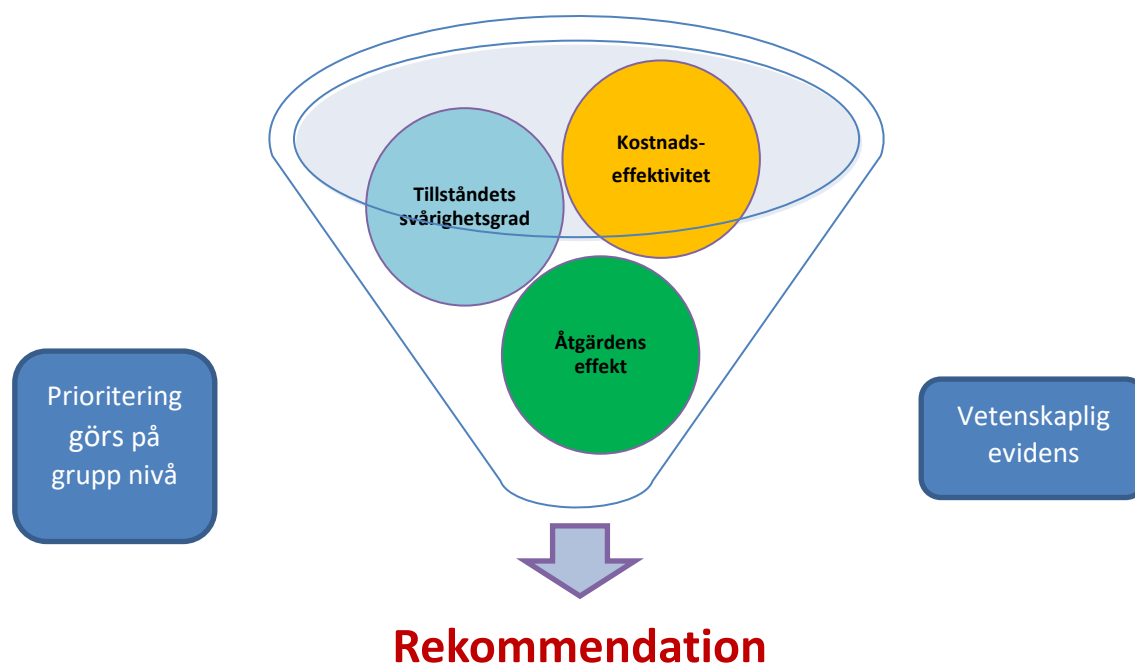 Kostnads-
effektivitet
Tillståndets
svårighetsgrad
Åtgärdens
effekt
Prioritering
görs på
grupp nivå
Vetenskaplig
evidens
Rekommendation